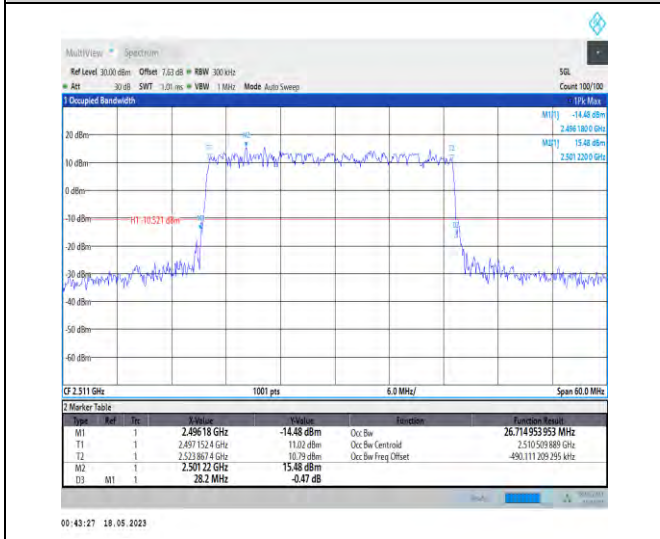 MultiView Spectrum
Ref Level 30.00 dBm Offset 7.63 dB RBW 300 kHz SGL
Att 30 dB SWT 1.01 ms VBW 1 MHz Mode Auto Sweep Count 100/100
1 Occupied Bandwidth 1Pk Max
M1[1] -14.48 dBm
2.496 180 0 GHz
15.48 dBm
2.501 220 0 GHz
20 dBm
10 dBm
0 dBm
-10 dBm
H1 -10.521 dBm
-20 dBm
-30 dBm
-40 dBm
-50 dBm
-60 dBm
CF 2.511 GHz 1001 pts 6.0 MHz/ Span 60.0 MHz
2 Marker Table
Type Ref Trc X-Value Y-Value Function Function Result
M1 1 2.496 18 GHz -14.48 dBm Occ Bw 26.714 953 953 MHz
T1 1 2.497 152 4 GHz 11.02 dBm Occ Bw Centroid 2.510 509 889 GHz
T2 1 2.523 867 4 GHz 10.79 dBm Occ Bw Freq Offset -490.111 209 295 kHz
M2 1 2.501 22 GHz 15.48 dBm
D3 M1 1 28.2 MHz -0.47 dB
00:43:27 18.05.2023